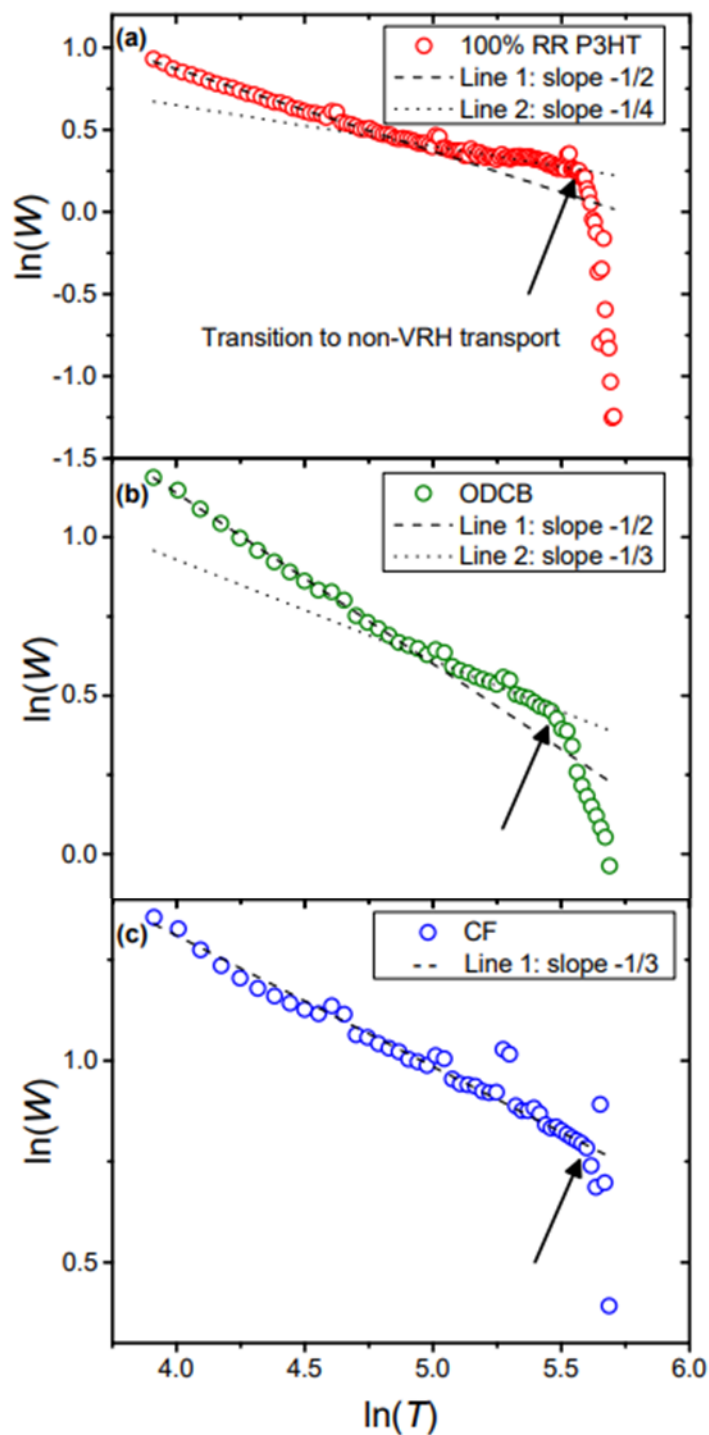 (a)
100% RR P3HT
Line 1: slope -1/2
Line 2: slope -1/4
1.0
0.5
0.0
-0.5
-1.0
-1.5
ln(W)
Transition to non-VRH transport
(b)
ODCB
Line 1: slope -1/2
Line 2: slope -1/3
1.0
0.5
0.0
ln(W)
(c)
CF
Line 1: slope -1/3
1.0
0.5
ln(W)
4.0 4.5 5.0 5.5 6.0
ln(T)